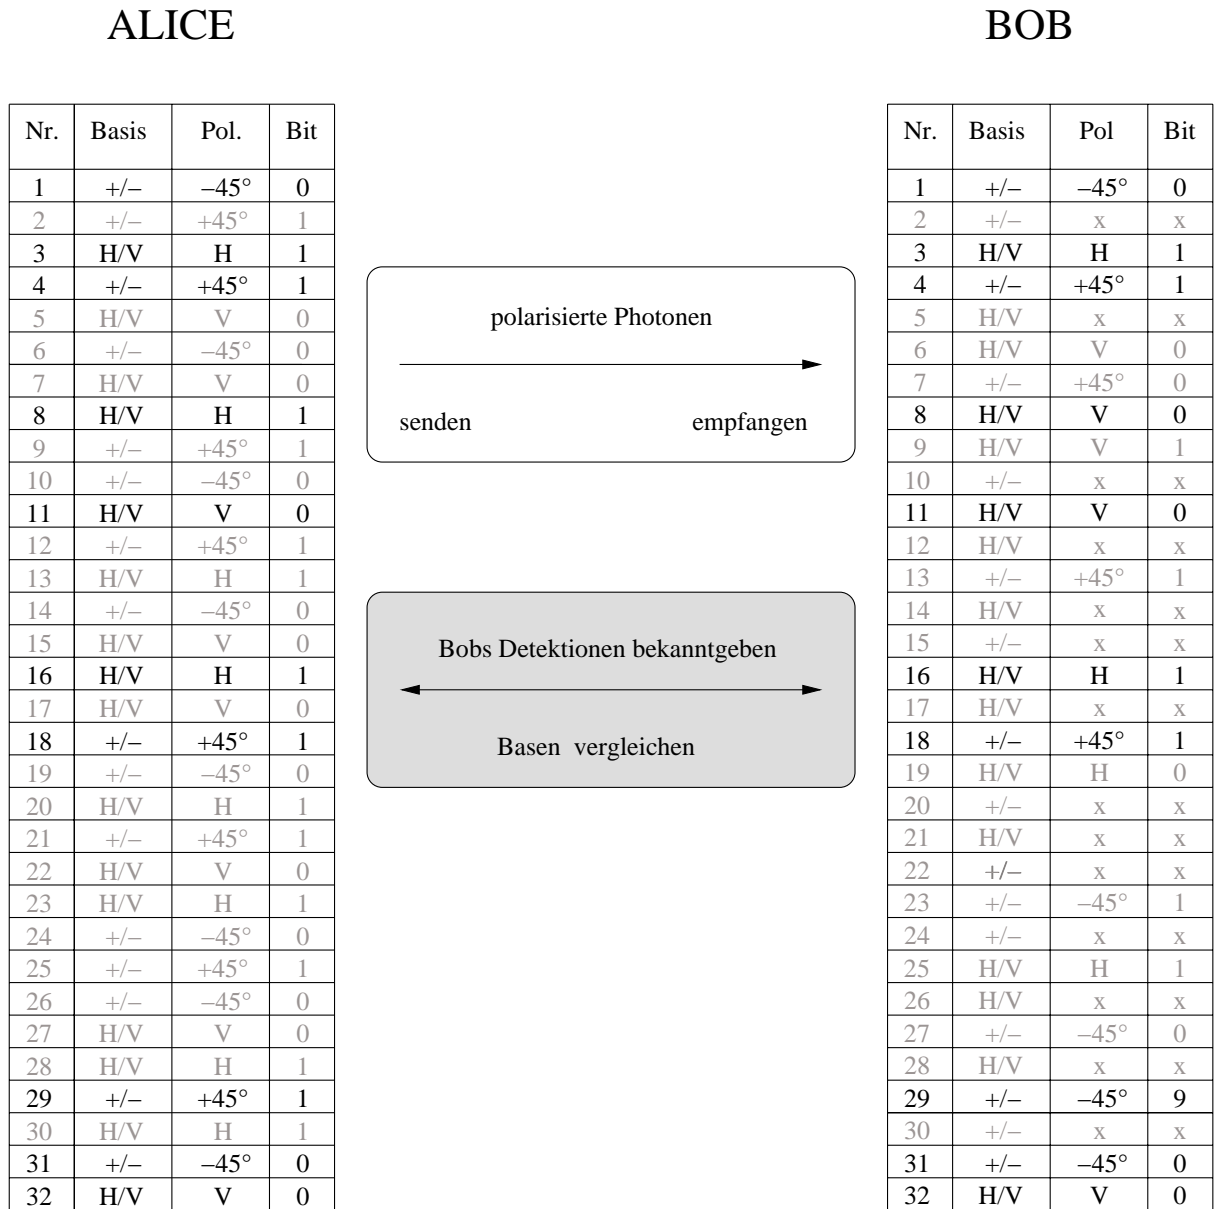 ALICE BOB
Nr. Basis Pol. Bit Nr. Basis Pol Bit
1 +/– –45° 0 1 +/– –45° 0
2 +/– +45° 1 2 +/– x x
3 H/V H 1 3 H/V H 1
4 +/– +45° 1 4 +/– +45° 1
5 H/V V 0 polarisierte Photonen 5 H/V x x
6 +/– –45° 0 6 H/V V 0
7 H/V V 0 7 +/– +45° 0
8 H/V H 1 senden empfangen 8 H/V V 0
9 +/– +45° 1 9 H/V V 1
10 +/– –45° 0 10 +/– x x
11 H/V V 0 11 H/V V 0
12 +/– +45° 1 12 H/V x x
13 H/V H 1 13 +/– +45° 1
14 +/– –45° 0 14 H/V x x
15 H/V V 0 Bobs Detektionen bekanntgeben 15 +/– x x
16 H/V H 1 16 H/V H 1
17 H/V V 0 17 H/V x x
18 +/– +45° 1 Basen vergleichen 18 +/– +45° 1
19 +/– –45° 0 19 H/V H 0
20 H/V H 1 20 +/– x x
21 +/– +45° 1 21 H/V x x
22 H/V V 0 22 +/– x x
23 H/V H 1 23 +/– –45° 1
24 +/– –45° 0 24 +/– x x
25 +/– +45° 1 25 H/V H 1
26 +/– –45° 0 26 H/V x x
27 H/V V 0 27 +/– –45° 0
28 H/V H 1 28 H/V x x
29 +/– +45° 1 29 +/– –45° 9
30 H/V H 1 30 +/– x x
31 +/– –45° 0 31 +/– –45° 0
32 H/V V 0 32 H/V V 0